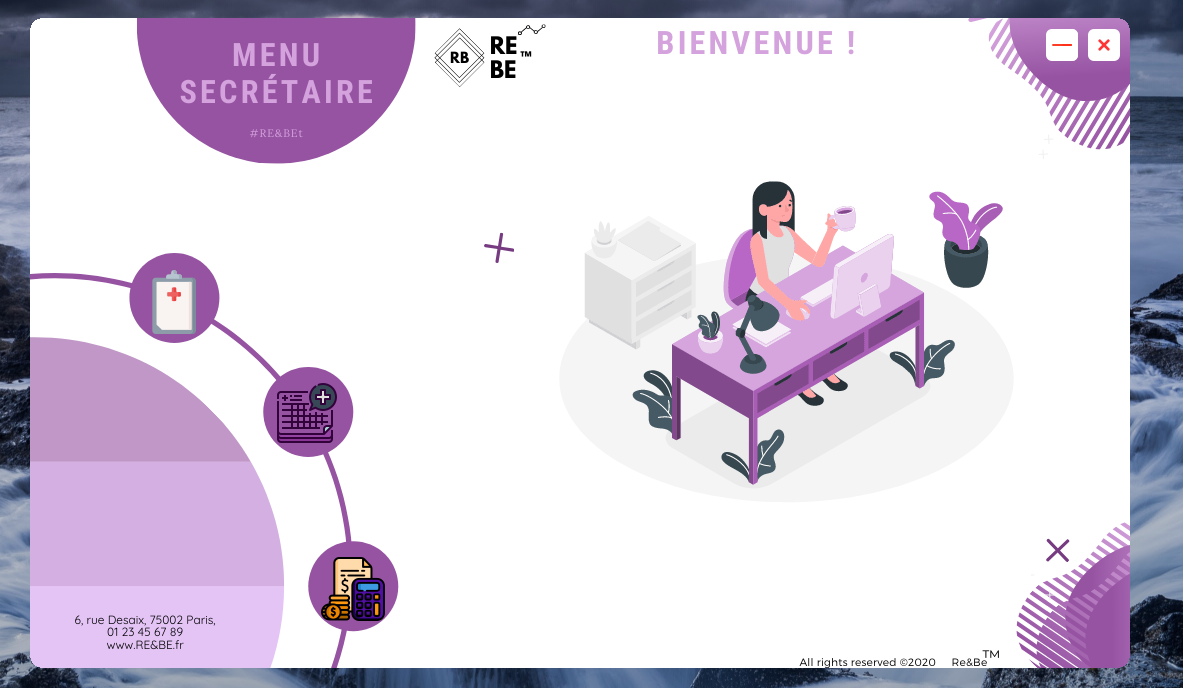 MENU
SECRÉTAIRE
#RE&BEt
RB
RE
BE
™
BIENVENUE !
6, rue Desaix, 75002 Paris,
01 23 45 67 89
www.RE&BE.fr
All rights reserved ©2020 Re&Be™